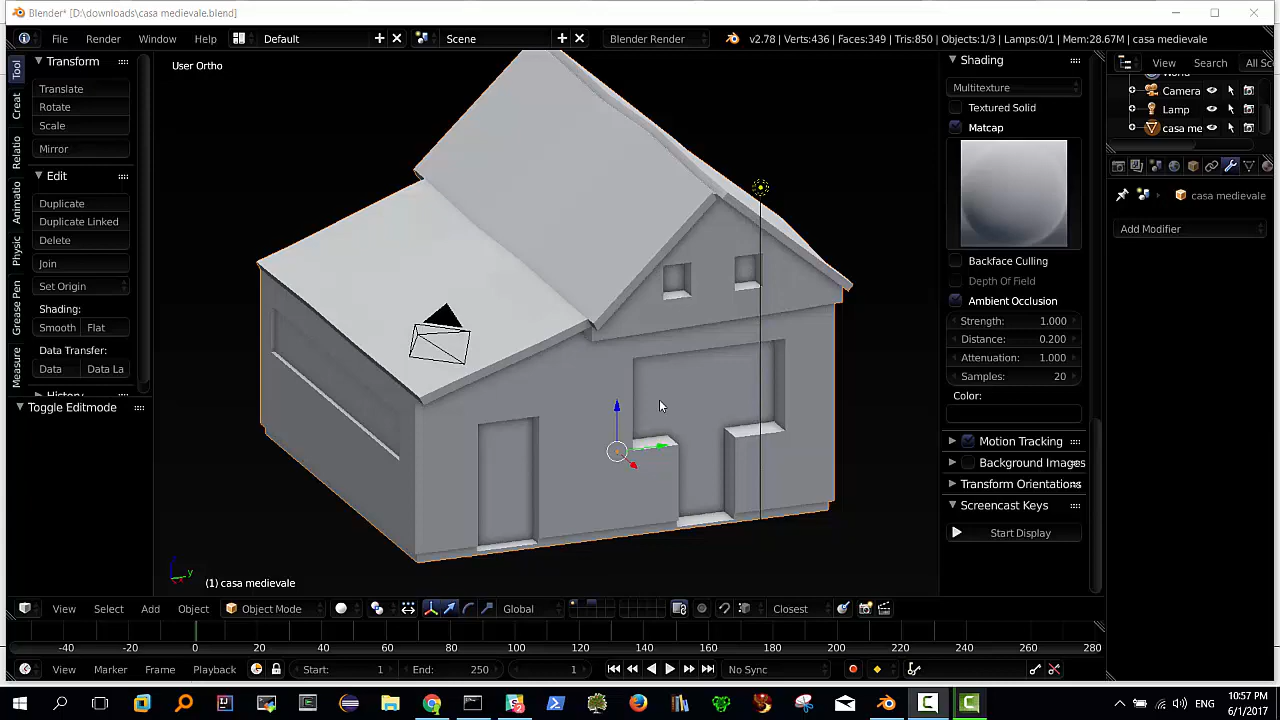 Blender* [D:\downloads\casa medievale.blend]
File Render Window Help Default Scene Blender Render v2.78 | Verts:436 | Faces:349 | Tris:850 | Objects:1/3 | Lamps:0/1 | Mem:28.67M | casa medievale
Tool
Creat
Relatio
Animatio
Physic
Grease Pen
Measure
Transform
Translate
Rotate
Scale
Mirror
Edit
Duplicate
Duplicate Linked
Delete
Join
Set Origin
Shading:
Smooth Flat
Data Transfer:
Data Data La
History
Toggle Editmode
User Ortho
z
y
(1) casa medievale
Shading
Multitexture
Textured Solid
Matcap
Backface Culling
Depth Of Field
Ambient Occlusion
Strength: 1.000
Distance: 0.200
Attenuation: 1.000
Samples: 20
Color:
Motion Tracking
Background Images
Transform Orientations
Screencast Keys
Start Display
View Search All Sc
World
Camera
Lamp
casa me
casa medievale
Add Modifier
View Select Add Object Object Mode Global Closest
-40 -20 0 20 40 60 80 100 120 140 160 180 200 220 240 260 280
View Marker Frame Playback Start: 1 End: 250 1 No Sync
ENG
10:57 PM
6/1/2017